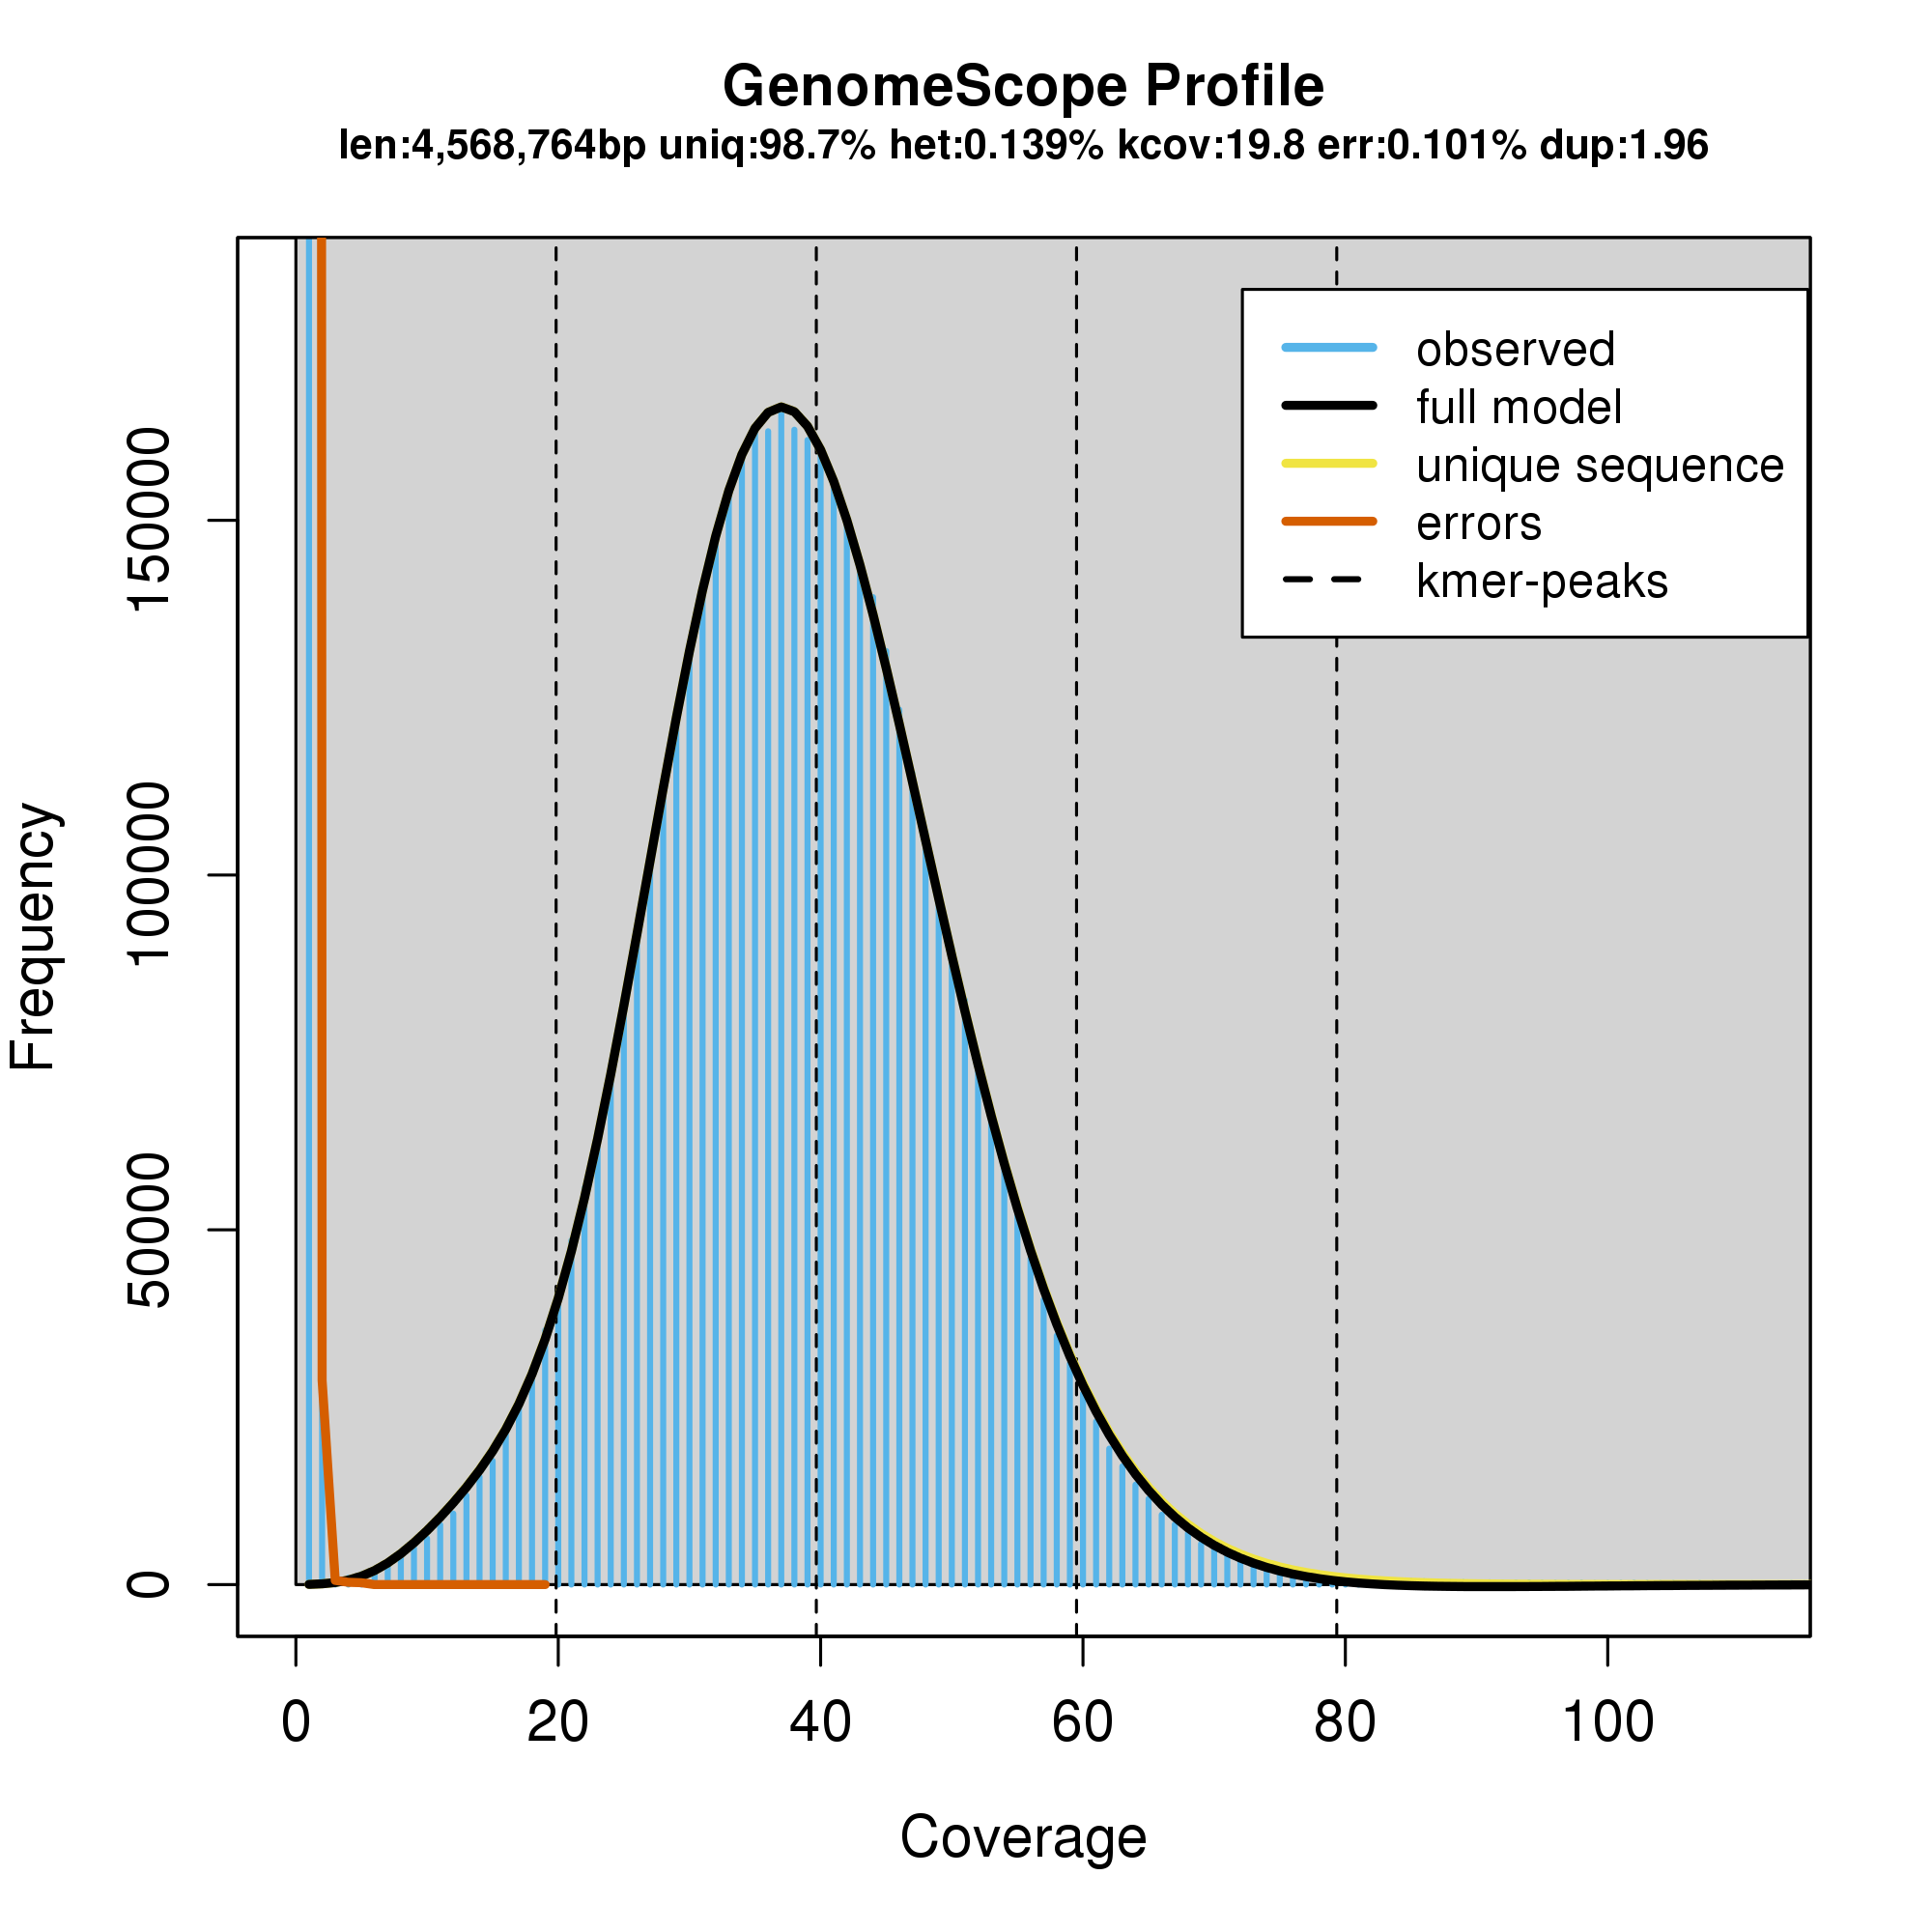 GenomeScope Profile
len:4,568,764bp uniq:98.7% het:0.139% kcov:19.8 err:0.101% dup:1.96
observed
full model
unique sequence
errors
kmer-peaks
Frequency
150000
100000
50000
0
0 20 40 60 80 100
Coverage